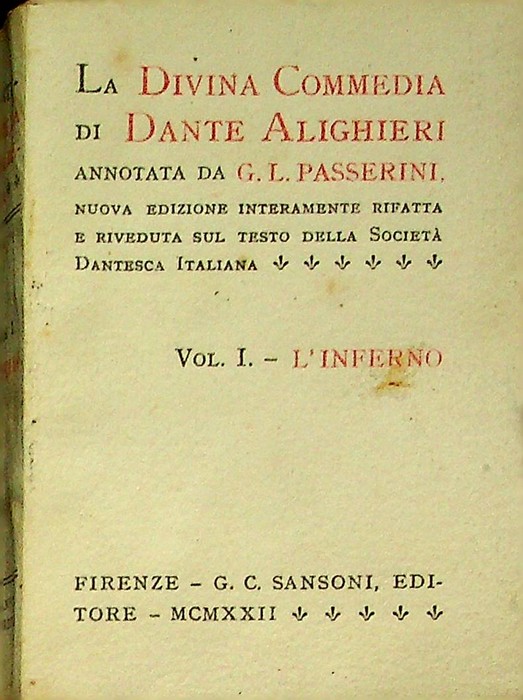 LA DIVINA COMMEDIA
DI DANTE ALIGHIERI
ANNOTATA DA G. L. PASSERINI,
NUOVA EDIZIONE INTERAMENTE RIFATTA
E RIVEDUTA SUL TESTO DELLA SOCIETÀ
DANTESCA ITALIANA
VOL. I. – L'INFERNO
FIRENZE – G. C. SANSONI, EDI-
TORE – MCMXXII